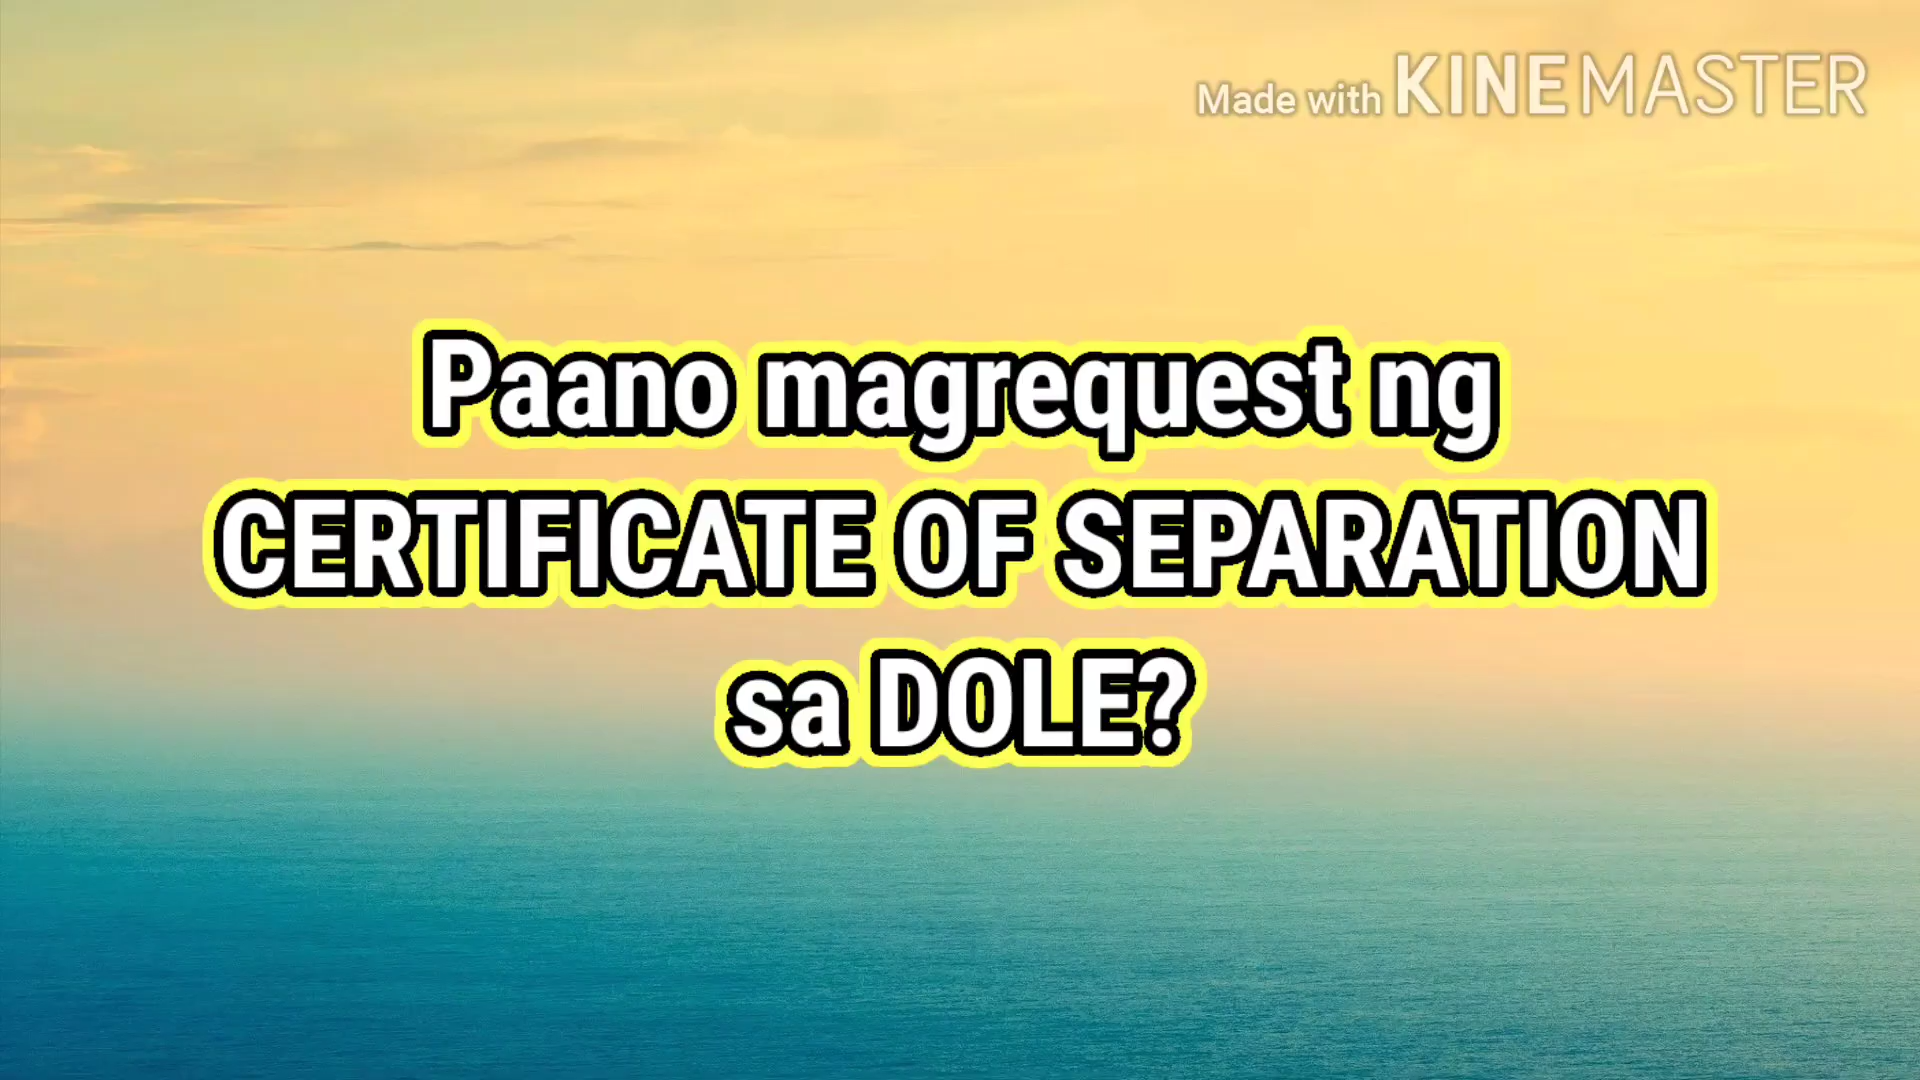 Made with KINEMASTER
Paano magrequest ng
CERTIFICATE OF SEPARATION
sa DOLE?